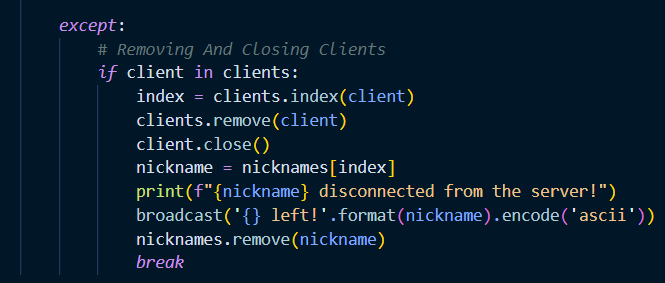 except:
# Removing And Closing Clients
if client in clients:
index = clients.index(client)
clients.remove(client)
client.close()
nickname = nicknames[index]
print(f"{nickname} disconnected from the server!")
broadcast('{} left!'.format(nickname).encode('ascii'))
nicknames.remove(nickname)
break